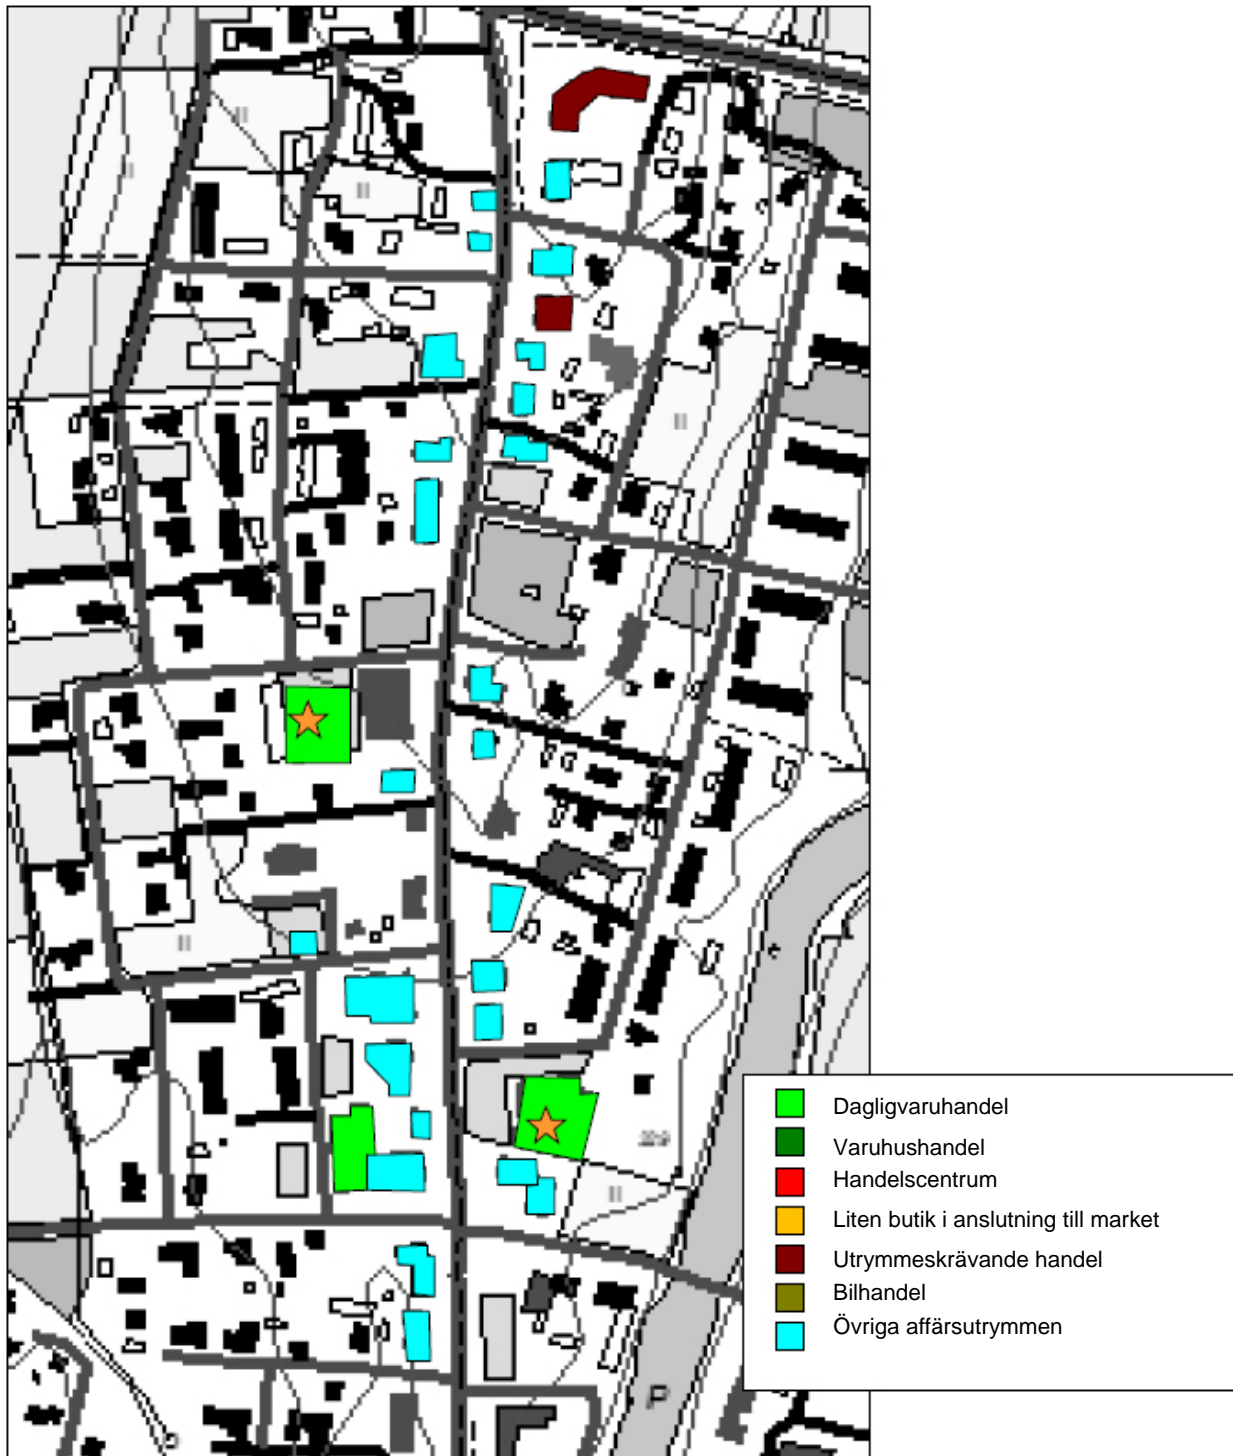 Dagligvaruhandel
Varuhushandel
Handelscentrum
Liten butik i anslutning till market
Utrymmeskrävande handel
Bilhandel
Övriga affärsutrymmen
P